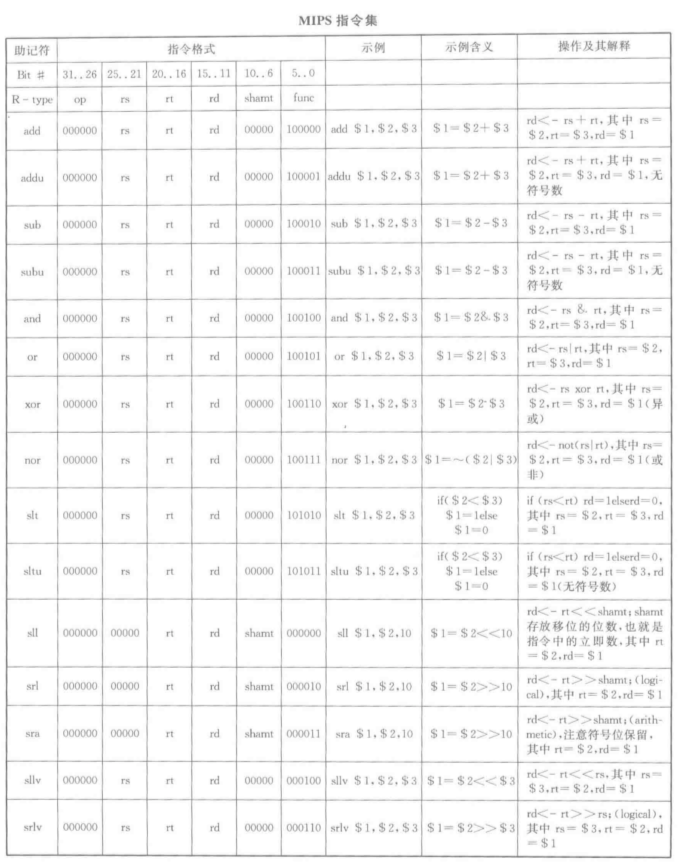 MIPS 指令集
助记符 指令格式 示例 示例含义 操作及其解释
Bit # 31..26 25..21 20..16 15..11 10..6 5..0
R-type op rs rt rd shamt func
add 000000 rs rt rd 00000 100000 add $1,$2,$3 $1=$2+$3 rd<-rs+rt,其中 rs=
$2,rt=$3,rd=$1
addu 000000 rs rt rd 00000 100001 addu $1,$2,$3 $1=$2+$3 rd<-rs+rt,其中 rs=
$2,rt=$3,rd=$1,无
符号数
sub 000000 rs rt rd 00000 100010 sub $1,$2,$3 $1=$2-$3 rd<-rs-rt,其中 rs=
$2,rt=$3,rd=$1
subu 000000 rs rt rd 00000 100011 subu $1,$2,$3 $1=$2-$3 rd<-rs-rt,其中 rs=
$2,rt=$3,rd=$1,无
符号数
and 000000 rs rt rd 00000 100100 and $1,$2,$3 $1=$2&$3 rd<-rs & rt,其中 rs=
$2,rt=$3,rd=$1
or 000000 rs rt rd 00000 100101 or $1,$2,$3 $1=$2|$3 rd<-rs|rt,其中 rs=$2,
rt=$3,rd=$1
xor 000000 rs rt rd 00000 100110 xor $1,$2,$3 $1=$2^$3 rd<-rs xor rt,其中 rs=
$2,rt=$3,rd=$1(异
或)
nor 000000 rs rt rd 00000 100111 nor $1,$2,$3 $1=~($2|$3) rd<-not(rs|rt),其中 rs=
$2,rt=$3,rd=$1(或
非)
slt 000000 rs rt rd 00000 101010 slt $1,$2,$3 if($2<$3) if (rs<rt) rd=1elserd=0,
$1=1else 其中 rs=$2,rt=$3,rd
$1=0 =$1
sltu 000000 rs rt rd 00000 101011 sltu $1,$2,$3 if($2<$3) if (rs<rt) rd=1elserd=0,
$1=1else 其中 rs=$2,rt=$3,rd
$1=0 =$1(无符号数)
sll 000000 00000 rt rd shamt 000000 sll $1,$2,10 $1=$2<<10 rd<-rt<<shamt;shamt
存放移位的位数,也就是
指令中的立即数,其中 rt
=$2,rd=$1
srl 000000 00000 rt rd shamt 000010 srl $1,$2,10 $1=$2>>10 rd<-rt>>shamt;(logi-
cal),其中 rt=$2,rd=$1
sra 000000 00000 rt rd shamt 000011 sra $1,$2,10 $1=$2>>10 rd<-rt>>shamt;(arith-
metic),注意符号位保留,
其中 rt=$2,rd=$1
sllv 000000 rs rt rd 00000 000100 sllv $1,$2,$3 $1=$2<<$3 rd<-rt<<rs,其中 rs=
$3,rt=$2,rd=$1
srlv 000000 rs rt rd 00000 000110 srlv $1,$2,$3 $1=$2>>$3 rd<-rt>>rs;(logical),
其中 rs=$3,rt=$2,rd
=$1